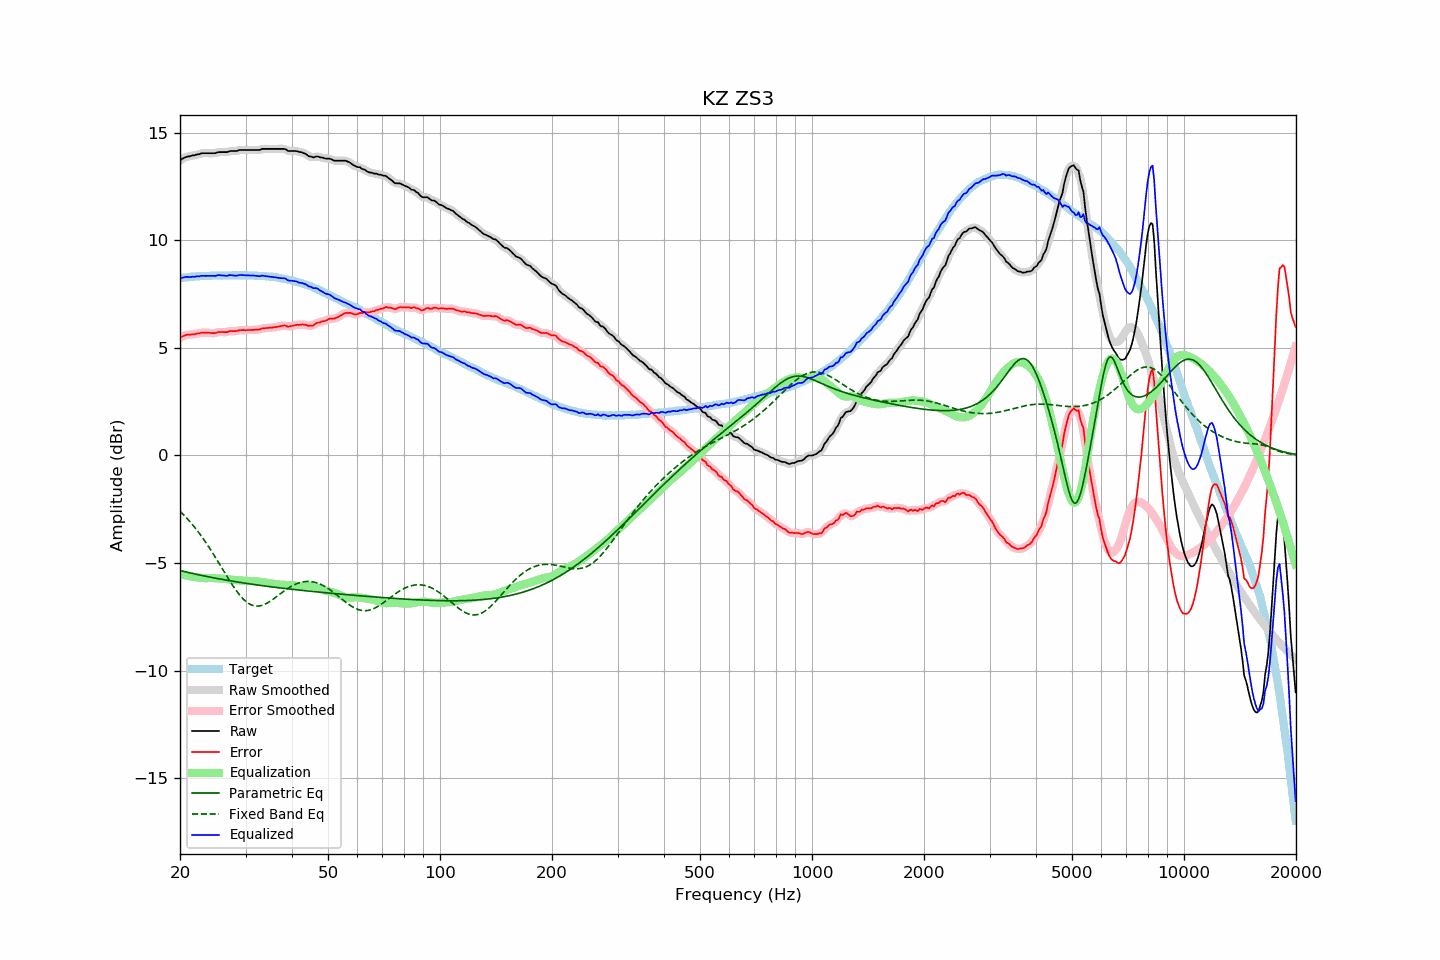 KZ ZS3
Amplitude (dBr)
15
10
5
0
−5
−10
−15
Target
Raw Smoothed
Error Smoothed
Raw
Error
Equalization
Parametric Eq
Fixed Band Eq
Equalized
20 50 100 200 500 1000 2000 5000 10000 20000
Frequency (Hz)